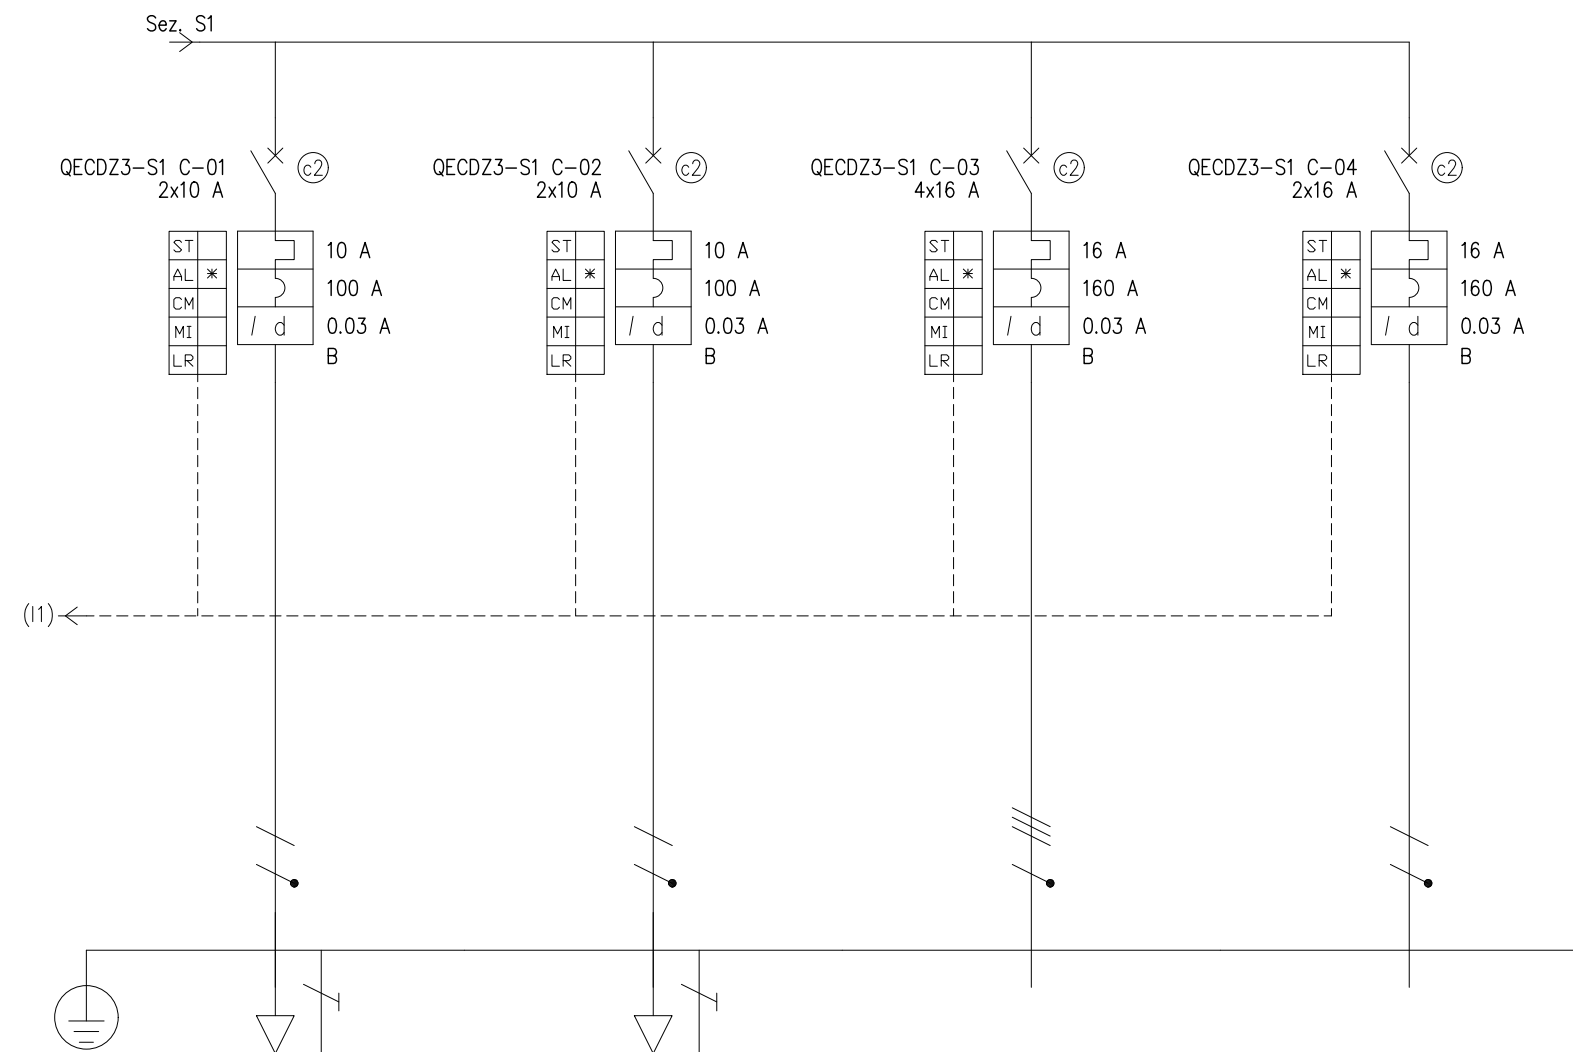 Sez. S1
QECDZ3-S1 C-01
2x10 A
c2
ST
AL *
CM
MI
LR
10 A
100 A
I d 0.03 A
B
QECDZ3-S1 C-02
2x10 A
c2
ST
AL *
CM
MI
LR
10 A
100 A
I d 0.03 A
B
QECDZ3-S1 C-03
4x16 A
c2
ST
AL *
CM
MI
LR
16 A
160 A
I d 0.03 A
B
QECDZ3-S1 C-04
2x16 A
c2
ST
AL *
CM
MI
LR
16 A
160 A
I d 0.03 A
B
(I1)